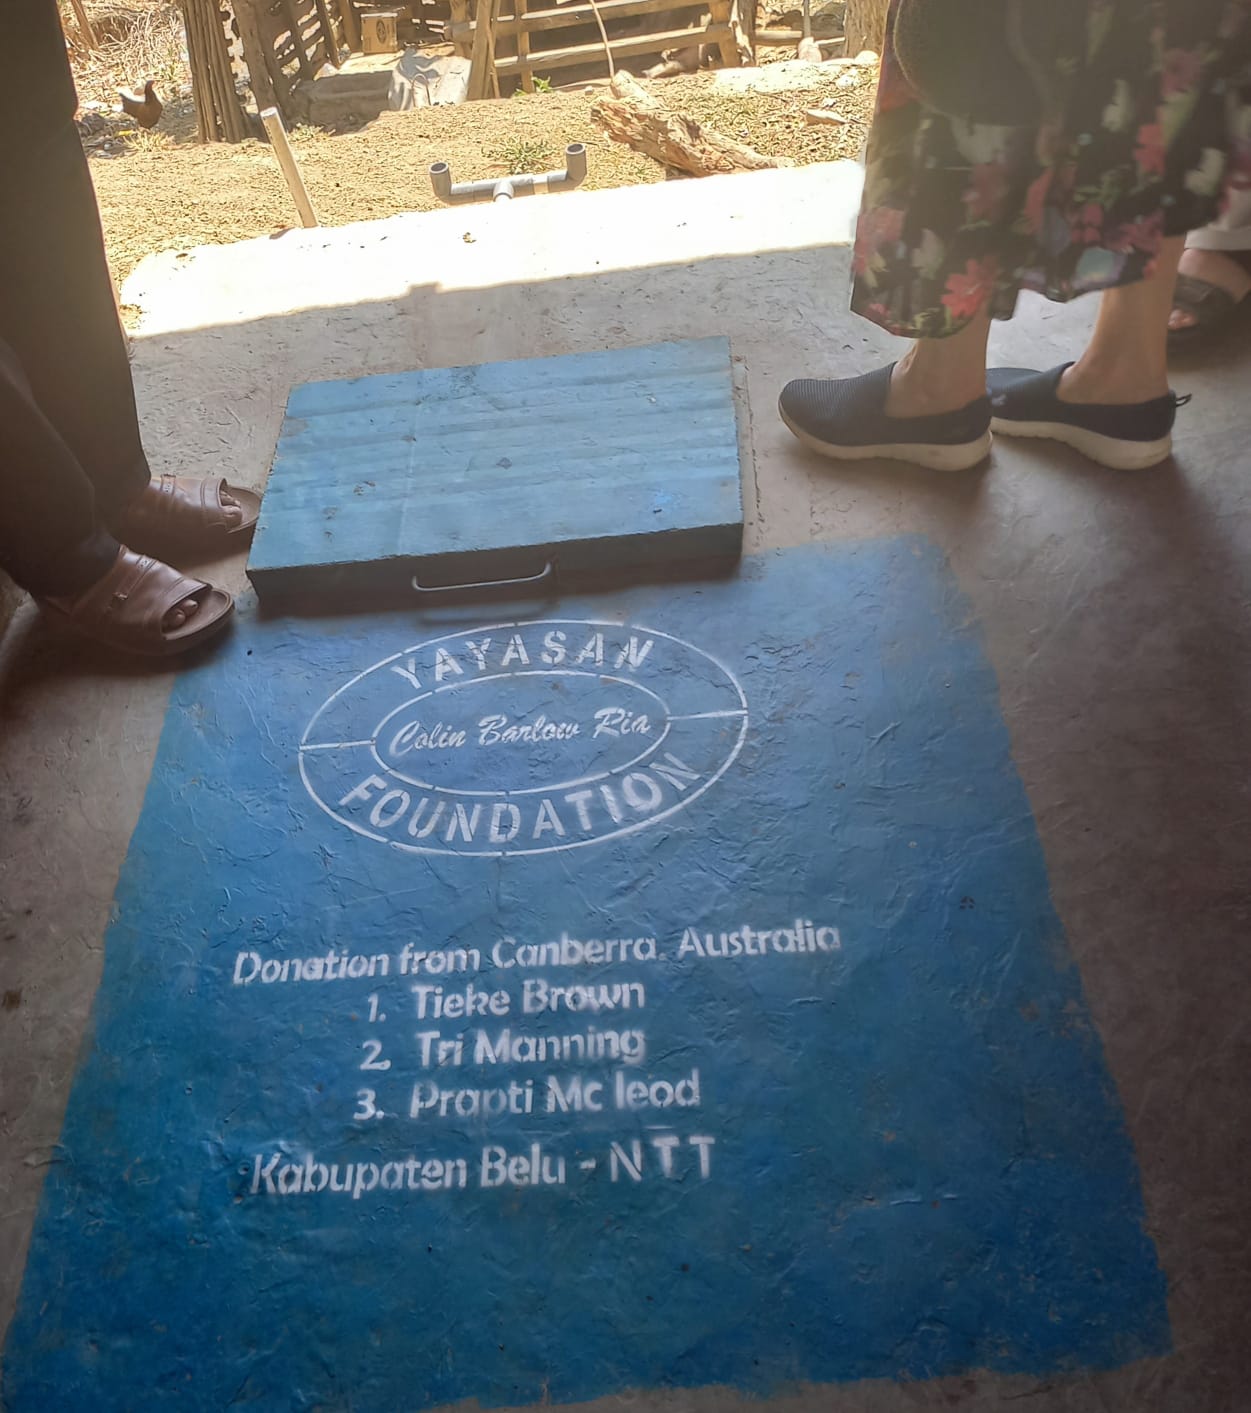 YAYASAN
Colin Barlow Ria
FOUNDATION
Donation from Canberra, Australia
1. Tieke Brown
2. Tri Manning
3. Prapti Mc leod
Kabupaten Belu - NTT